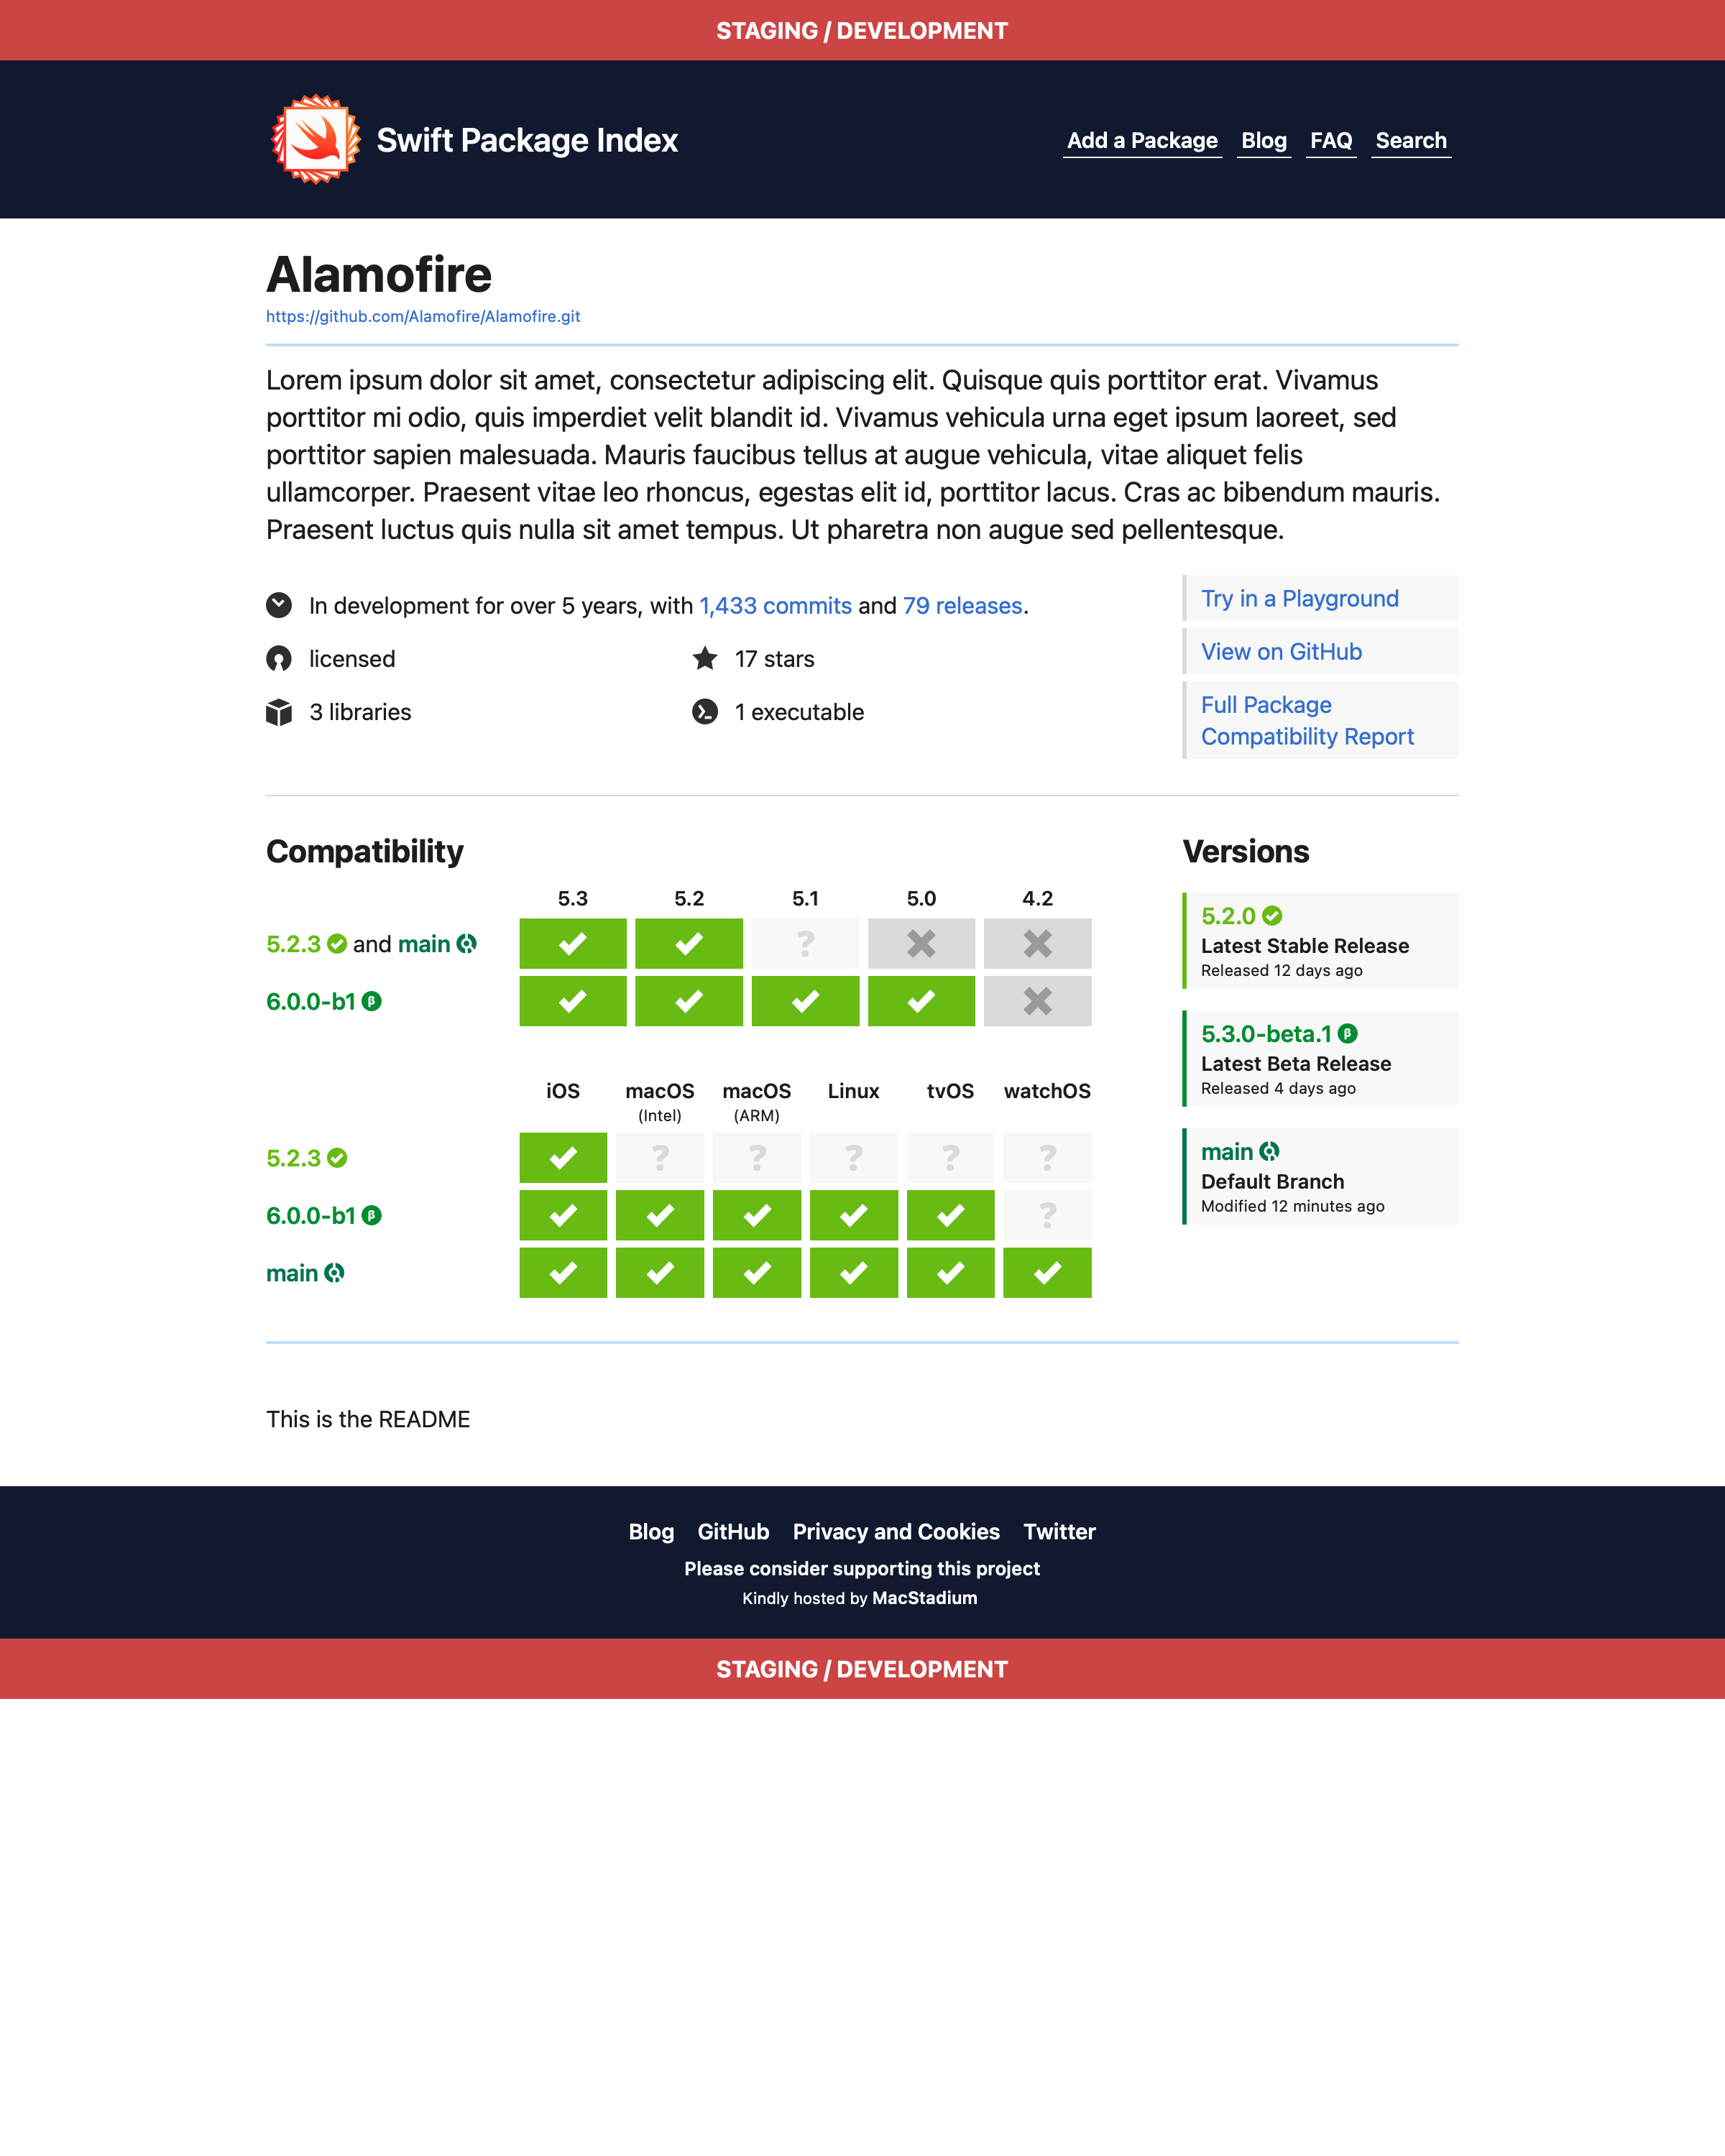 STAGING / DEVELOPMENT
Swift Package Index
Add a Package Blog FAQ Search
Alamofire
https://github.com/Alamofire/Alamofire.git
Lorem ipsum dolor sit amet, consectetur adipiscing elit. Quisque quis porttitor erat. Vivamus
porttitor mi odio, quis imperdiet velit blandit id. Vivamus vehicula urna eget ipsum laoreet, sed
porttitor sapien malesuada. Mauris faucibus tellus at augue vehicula, vitae aliquet felis
ullamcorper. Praesent vitae leo rhoncus, egestas elit id, porttitor lacus. Cras ac bibendum mauris.
Praesent luctus quis nulla sit amet tempus. Ut pharetra non augue sed pellentesque.
In development for over 5 years, with 1,433 commits and 79 releases.
licensed
17 stars
3 libraries
1 executable
Try in a Playground
View on GitHub
Full Package
Compatibility Report
Compatibility
5.3 5.2 5.1 5.0 4.2
5.2.3 and main
?
6.0.0-b1 β
iOS macOS macOS Linux tvOS watchOS
(Intel) (ARM)
5.2.3
? ? ? ? ?
6.0.0-b1 β
?
main
Versions
5.2.0
Latest Stable Release
Released 12 days ago
5.3.0-beta.1 β
Latest Beta Release
Released 4 days ago
main
Default Branch
Modified 12 minutes ago
This is the README
Blog GitHub Privacy and Cookies Twitter
Please consider supporting this project
Kindly hosted by MacStadium
STAGING / DEVELOPMENT